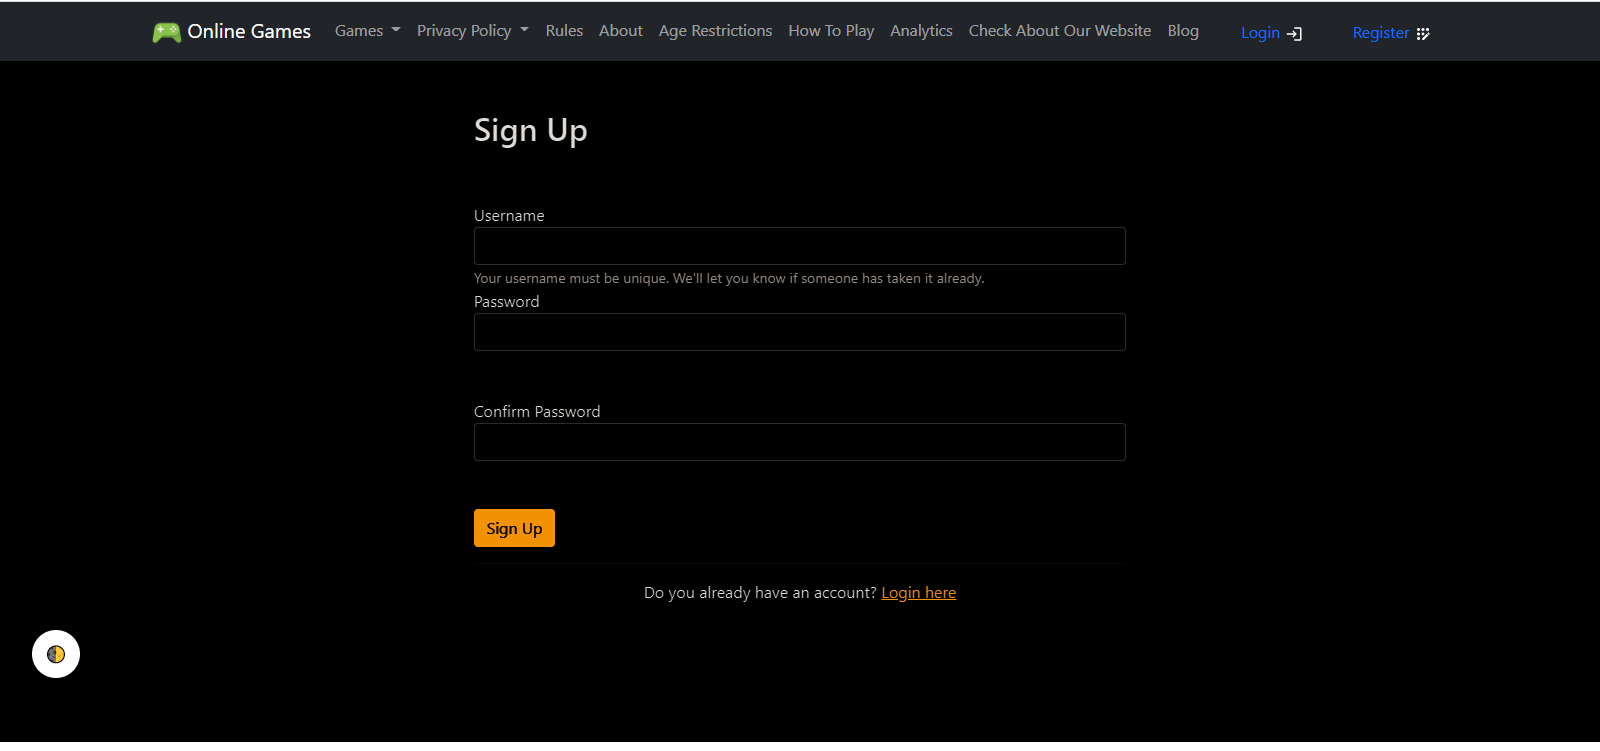 Online Games Games Privacy Policy Rules About Age Restrictions How To Play Analytics Check About Our Website Blog Login Register
Sign Up
Username
Your username must be unique. We'll let you know if someone has taken it already.
Password
Confirm Password
Sign Up
Do you already have an account? Login here